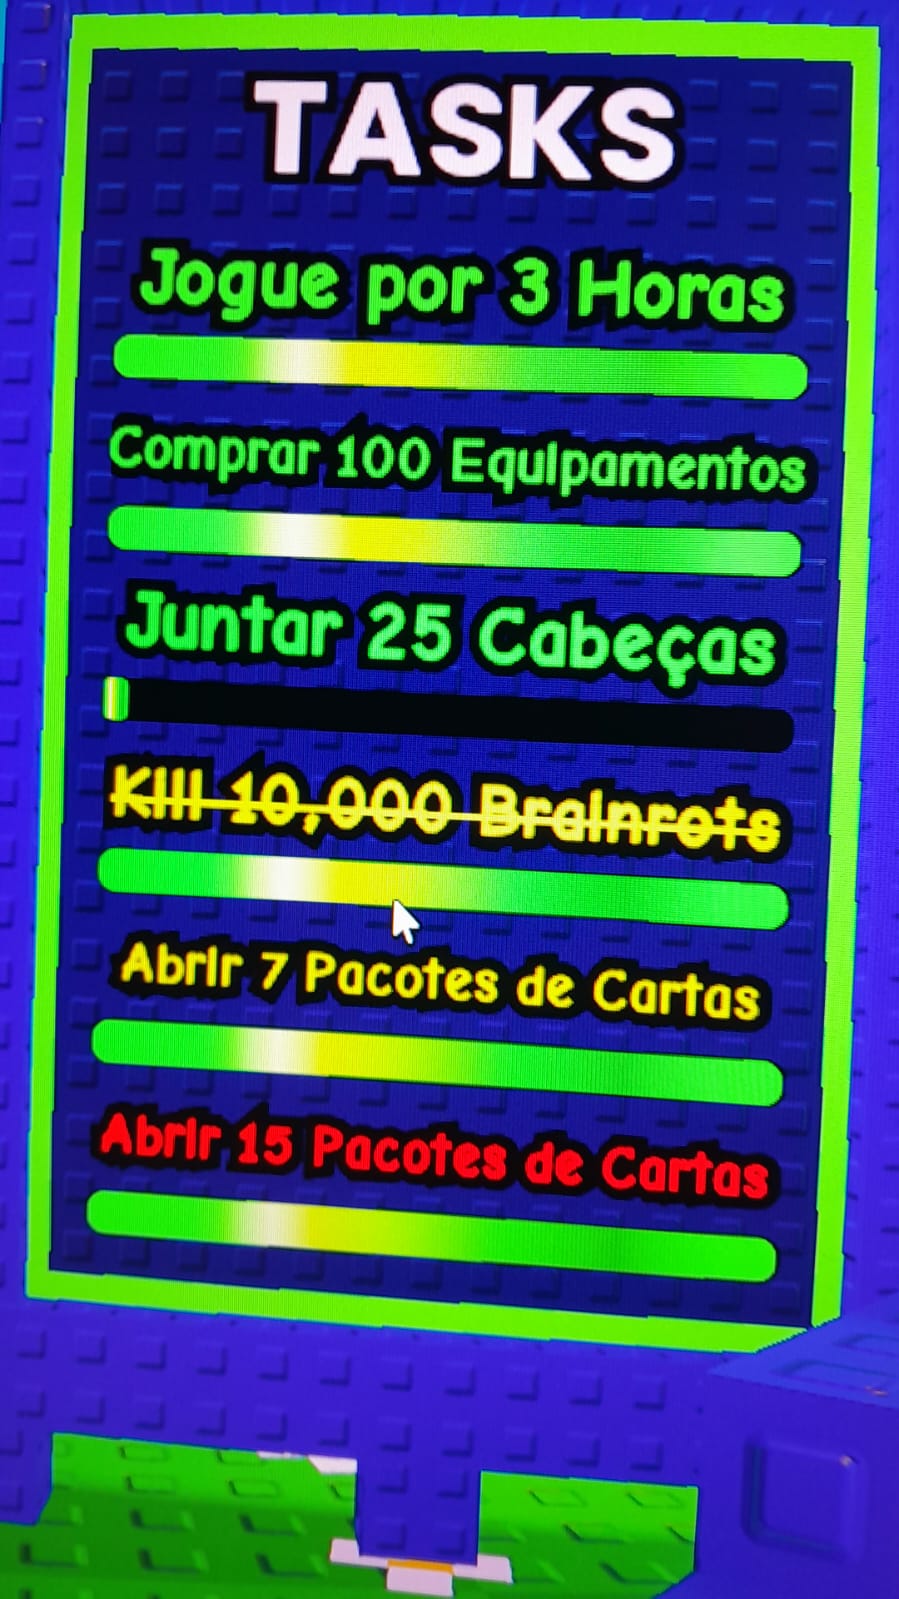 TASKS
Jogue por 3 Horas
Comprar 100 Equipamentos
Juntar 25 Cabeças
Kill 10,000 Brainrots
Abrir 7 Pacotes de Cartas
Abrir 15 Pacotes de Cartas